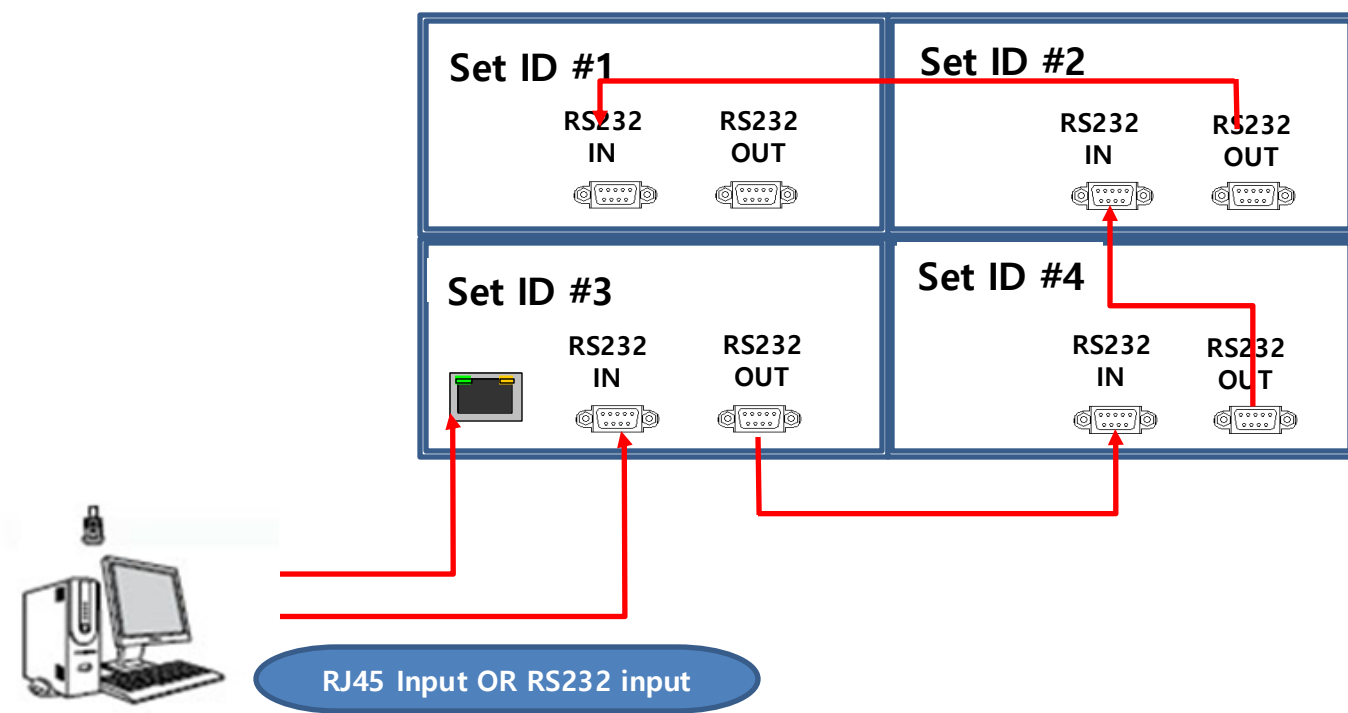 Set ID #1
RS232
IN
RS232
OUT
Set ID #2
RS232
IN
RS232
OUT
Set ID #3
RS232
IN
RS232
OUT
Set ID #4
RS232
IN
RS232
OUT
RJ45 Input OR RS232 input